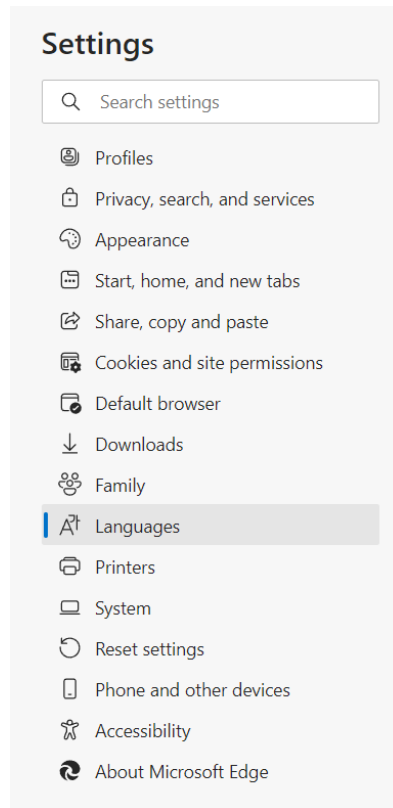 Settings
Search settings
Profiles
Privacy, search, and services
Appearance
Start, home, and new tabs
Share, copy and paste
Cookies and site permissions
Default browser
Downloads
Family
Languages
Printers
System
Reset settings
Phone and other devices
Accessibility
About Microsoft Edge